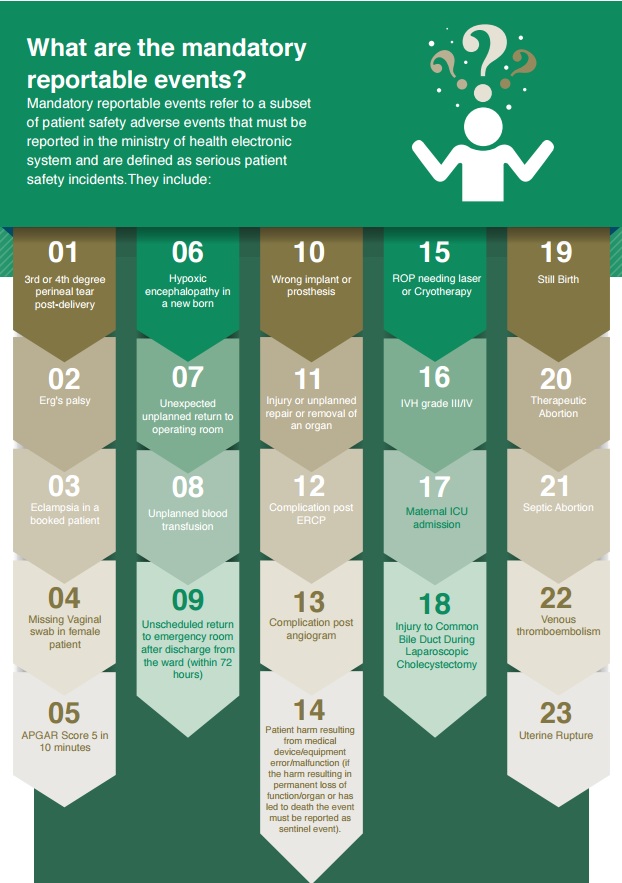 What are the mandatory
reportable events?
Mandatory reportable events refer to a subset
of patient safety adverse events that must be
reported in the ministry of health electronic
system and are defined as serious patient
safety incidents.They include:
01
3rd or 4th degree
perineal tear
post-delivery
02
Erg's palsy
03
Eclampsia in a
booked patient
04
Missing Vaginal
swab in female
patient
05
APGAR Score 5 in
10 minutes
06
Hypoxic
encephalopathy in
a new born
07
Unexpected
unplanned return to
operating room
08
Unplanned blood
transfusion
09
Unscheduled return
to emergency room
after discharge from
the ward (within 72
hours)
10
Wrong implant or
prosthesis
11
Injury or unplanned
repair or removal of
an organ
12
Complication post
ERCP
13
Complication post
angiogram
14
Patient harm resulting
from medical
device/equipment
error/malfunction (if
the harm resulting in
permanent loss of
function/organ or has
led to death the event
must be reported as
sentinel event).
15
ROP needing laser
or Cryotherapy
16
IVH grade III/IV
17
Maternal ICU
admission
18
Injury to Common
Bile Duct During
Laparoscopic
Cholecystectomy
19
Still Birth
20
Therapeutic
Abortion
21
Septic Abortion
22
Venous
thromboembolism
23
Uterine Rupture